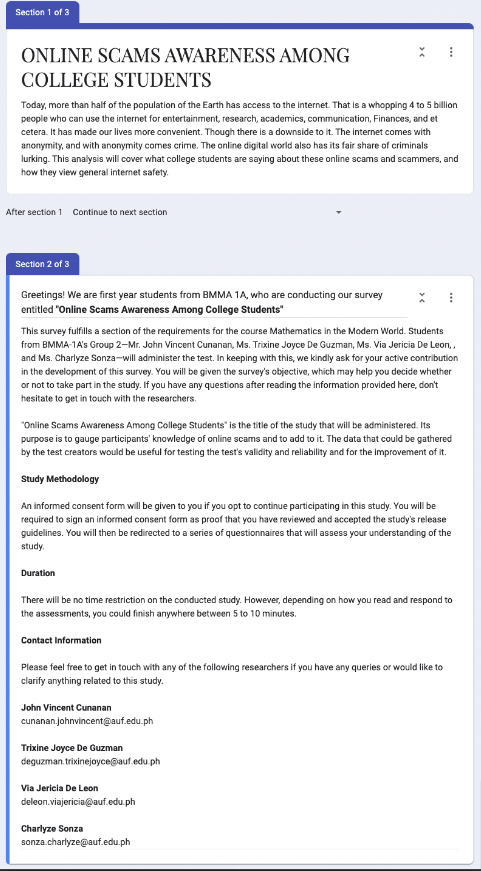 Section 1 of 3
ONLINE SCAMS AWARENESS AMONG
COLLEGE STUDENTS
Today, more than half of the population of the Earth has access to the internet. That is a whopping 4 to 5 billion
people who can use the internet for entertainment, research, academics, communication, Finances, and et
cetera. It has made our lives more convenient. Though there is a downside to it. The internet comes with
anonymity, and with anonymity comes crime. The online digital world also has its fair share of criminals
lurking. This analysis will cover what college students are saying about these online scams and scammers, and
how they view general internet safety.
After section 1 Continue to next section
Section 2 of 3
Greetings! We are first year students from BMMA 1A, who are conducting our survey
entitled "Online Scams Awareness Among College Students"
This survey fulfills a section of the requirements for the course Mathematics in the Modern World. Students
from BMMA-1A's Group 2—Mr. John Vincent Cunanan, Ms. Trixine Joyce De Guzman, Ms. Via Jericia De Leon, ,
and Ms. Charlyze Sonza—will administer the test. In keeping with this, we kindly ask for your active contribution
in the development of this survey. You will be given the survey's objective, which may help you decide whether
or not to take part in the study. If you have any questions after reading the information provided here, don't
hesitate to get in touch with the researchers.
"Online Scams Awareness Among College Students" is the title of the study that will be administered. Its
purpose is to gauge participants' knowledge of online scams and to add to it. The data that could be gathered
by the test creators would be useful for testing the test's validity and reliability and for the improvement of it.
Study Methodology
An informed consent form will be given to you if you opt to continue participating in this study. You will be
required to sign an informed consent form as proof that you have reviewed and accepted the study's release
guidelines. You will then be redirected to a series of questionnaires that will assess your understanding of the
study.
Duration
There will be no time restriction on the conducted study. However, depending on how you read and respond to
the assessments, you could finish anywhere between 5 to 10 minutes.
Contact Information
Please feel free to get in touch with any of the following researchers if you have any queries or would like to
clarify anything related to this study.
John Vincent Cunanan
cunanan.johnvincent@auf.edu.ph
Trixine Joyce De Guzman
deguzman.trixinejoyce@auf.edu.ph
Via Jericia De Leon
deleon.viajericia@auf.edu.ph
Charlyze Sonza
sonza.charlyze@auf.edu.ph